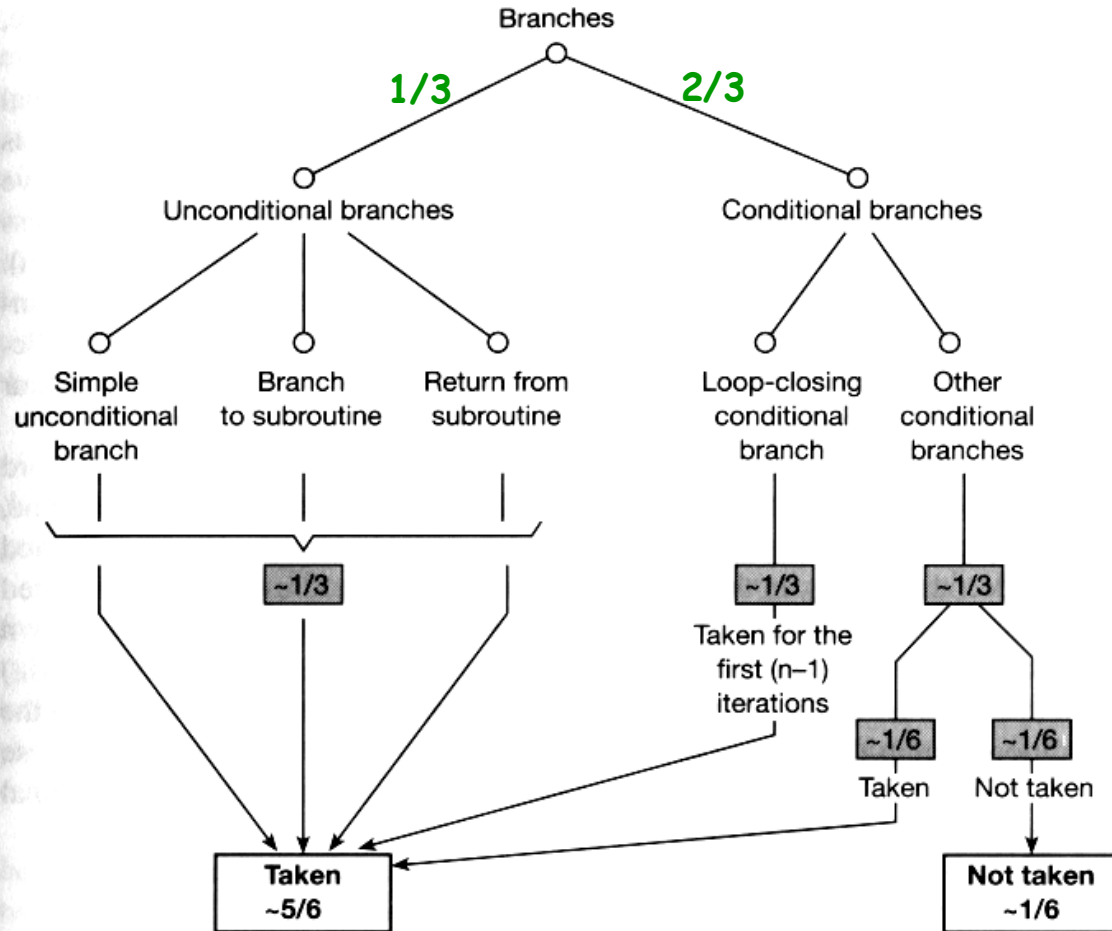 Branches
1/3
2/3
Unconditional branches
Conditional branches
Simple
unconditional
branch
Branch
to subroutine
Return from
subroutine
Loop-closing
conditional
branch
Other
conditional
branches
~1/3
~1/3
~1/3
Taken for the
first (n–1)
iterations
~1/6
~1/6
Taken
Not taken
Taken
~5/6
Not taken
~1/6